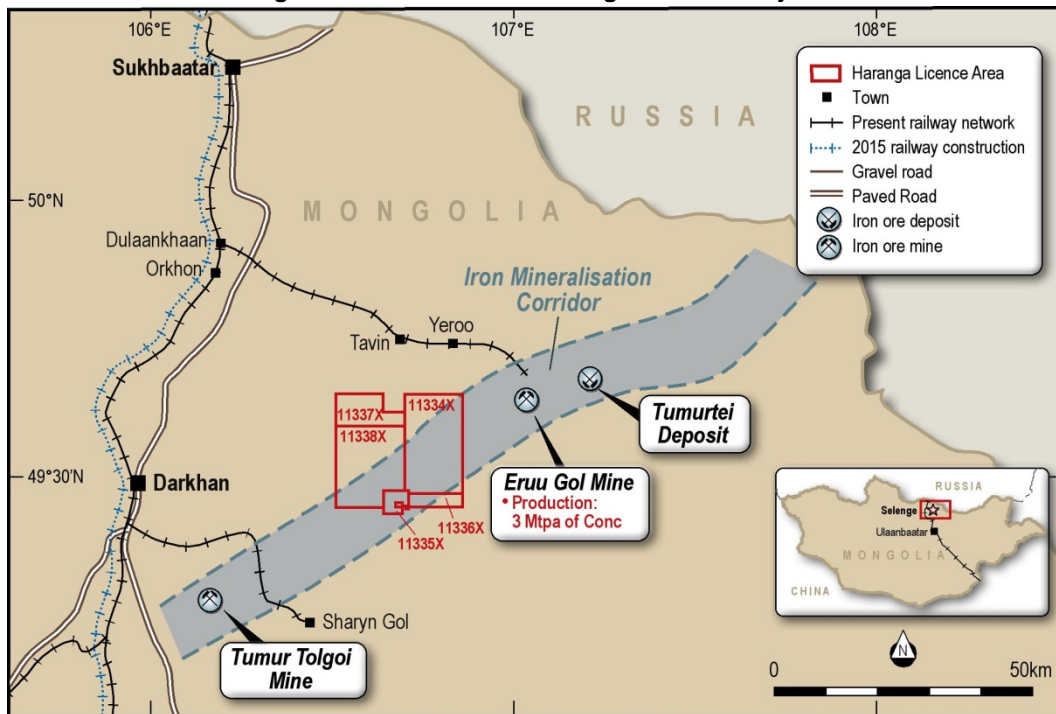 106°E
107°E
108°E
Sukhbaatar
RUSSIA
50°N
MONGOLIA
Dulaankhaan
Orkhon
Iron Mineralisation
Corridor
Yeroo
Tavin
11337X
11334X
11338X
Tumurtei
Deposit
49°30'N
Darkhan
Eruu Gol Mine
• Production:
3 Mtpa of Conc
11336X
11335X
Sharyn Gol
Tumur Tolgoi
Mine
Haranga Licence Area
Town
Present railway network
2015 railway construction
Gravel road
Paved Road
Iron ore deposit
Iron ore mine
RUSSIA
Selenge
Ulaanbaatar
MONGOLIA
CHINA
N
0
50km